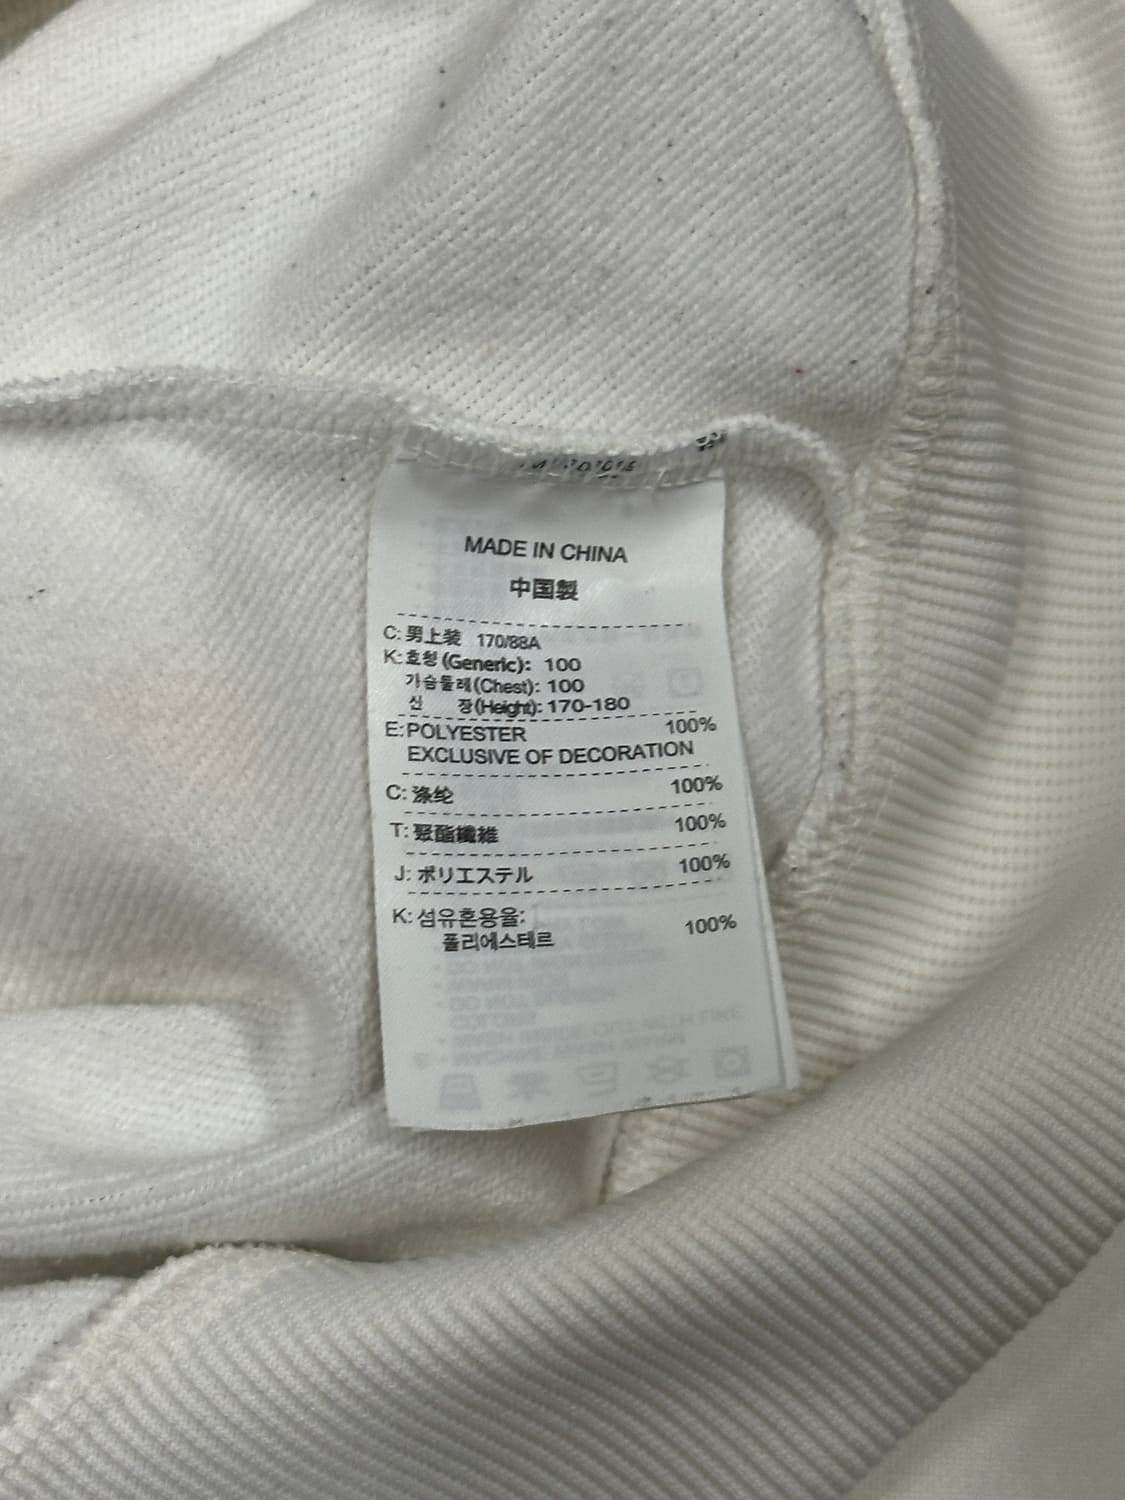 MADE IN CHINA
中国製
C: 男上装 170/88A
K: 호칭(Generic): 100
가슴둘레(Chest): 100
신 장(Height): 170-180
E: POLYESTER 100%
EXCLUSIVE OF DECORATION
C: 涤纶 100%
T: 聚酯纖維 100%
J: ポリエステル 100%
K: 섬유혼용율:
폴리에스테르 100%